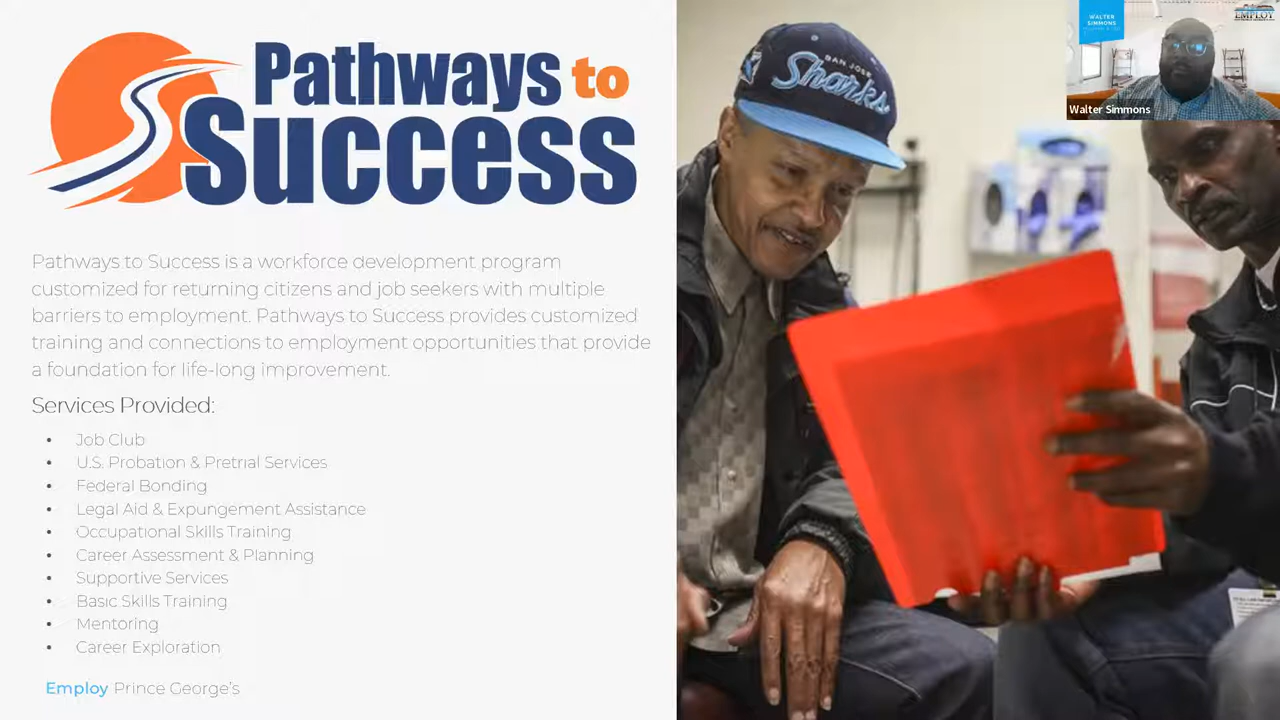 Pathways to
Success
Pathways to Success is a workforce development program
customized for returning citizens and job seekers with multiple
barriers to employment. Pathways to Success provides customized
training and connections to employment opportunities that provide
a foundation for life-long improvement.
Services Provided:
• Job Club
• U.S. Probation & Pretrial Services
• Federal Bonding
• Legal Aid & Expungement Assistance
• Occupational Skills Training
• Career Assessment & Planning
• Supportive Services
• Basic Skills Training
• Mentoring
• Career Exploration
Employ Prince George's
SAN JOSE
Sharks
WALTER
SIMMONS
EMPLOY
Walter Simmons